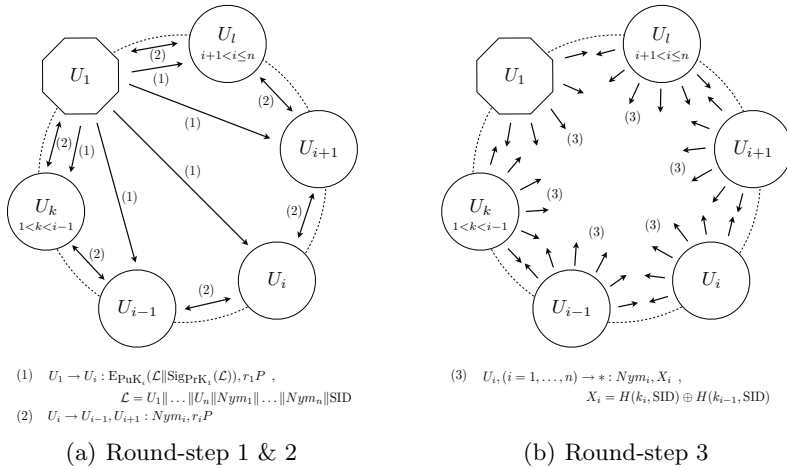 U_l
i+1<i≤n
U_1
(2)
(1)
(2)
(1)
U_{i+1}
(2)
(1)
(1)
(1)
U_k
1<k<i−1
(2)
(2)
U_i
(2)
U_{i−1}
(1) U_1 → U_i : E_{PuK_i}(ℒ‖Sig_{PrK_1}(ℒ)), r_1P ,
ℒ = U_1‖...‖U_n‖Nym_1‖...‖Nym_n‖SID
(2) U_i → U_{i−1}, U_{i+1} : Nym_i, r_iP
(a) Round-step 1 & 2
U_l
i+1<i≤n
U_1
(3)
(3)
U_{i+1}
(3)
U_k
1<k<i−1
(3)
(3)
(3)
U_i
U_{i−1}
(3) U_i, (i = 1, . . . , n) → ∗ : Nym_i, X_i ,
X_i = H(k_i, SID) ⊕ H(k_{i−1}, SID)
(b) Round-step 3